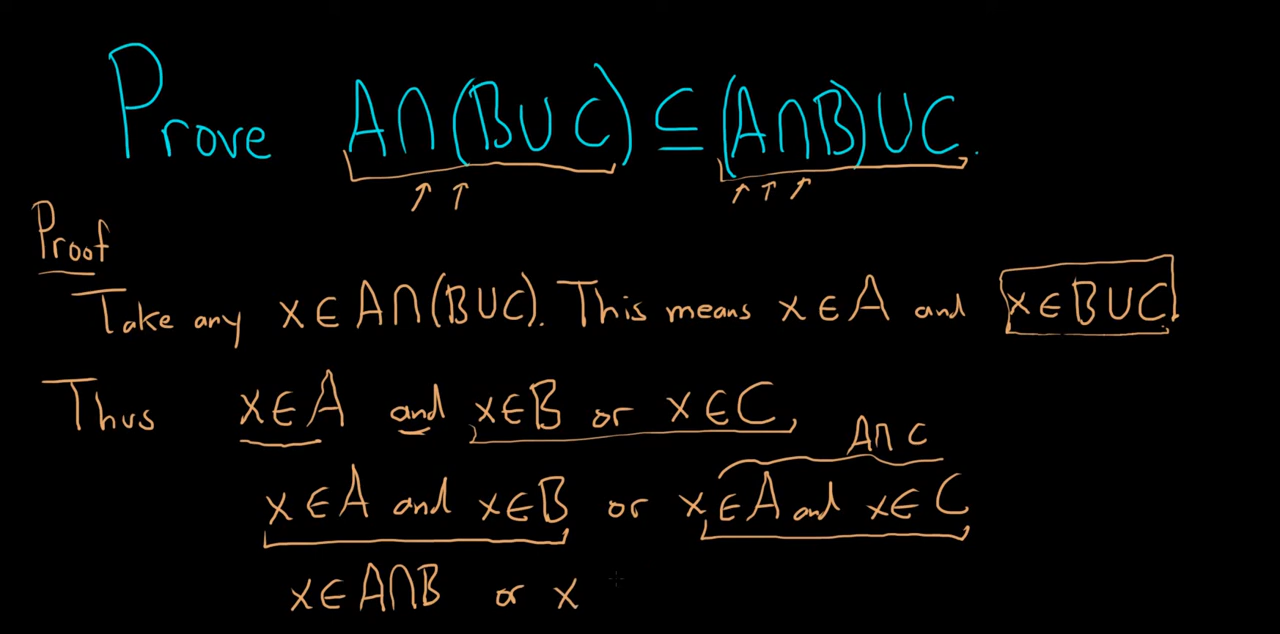 Prove A∩(B∪C) ⊆ (A∩B)∪C.
Proof
Take any x∈A∩(B∪C). This means x∈A and x∈B∪C.
Thus x∈A and x∈B or x∈C,
A∩C
x∈A and x∈B or x∈A and x∈C
x∈A∩B or x